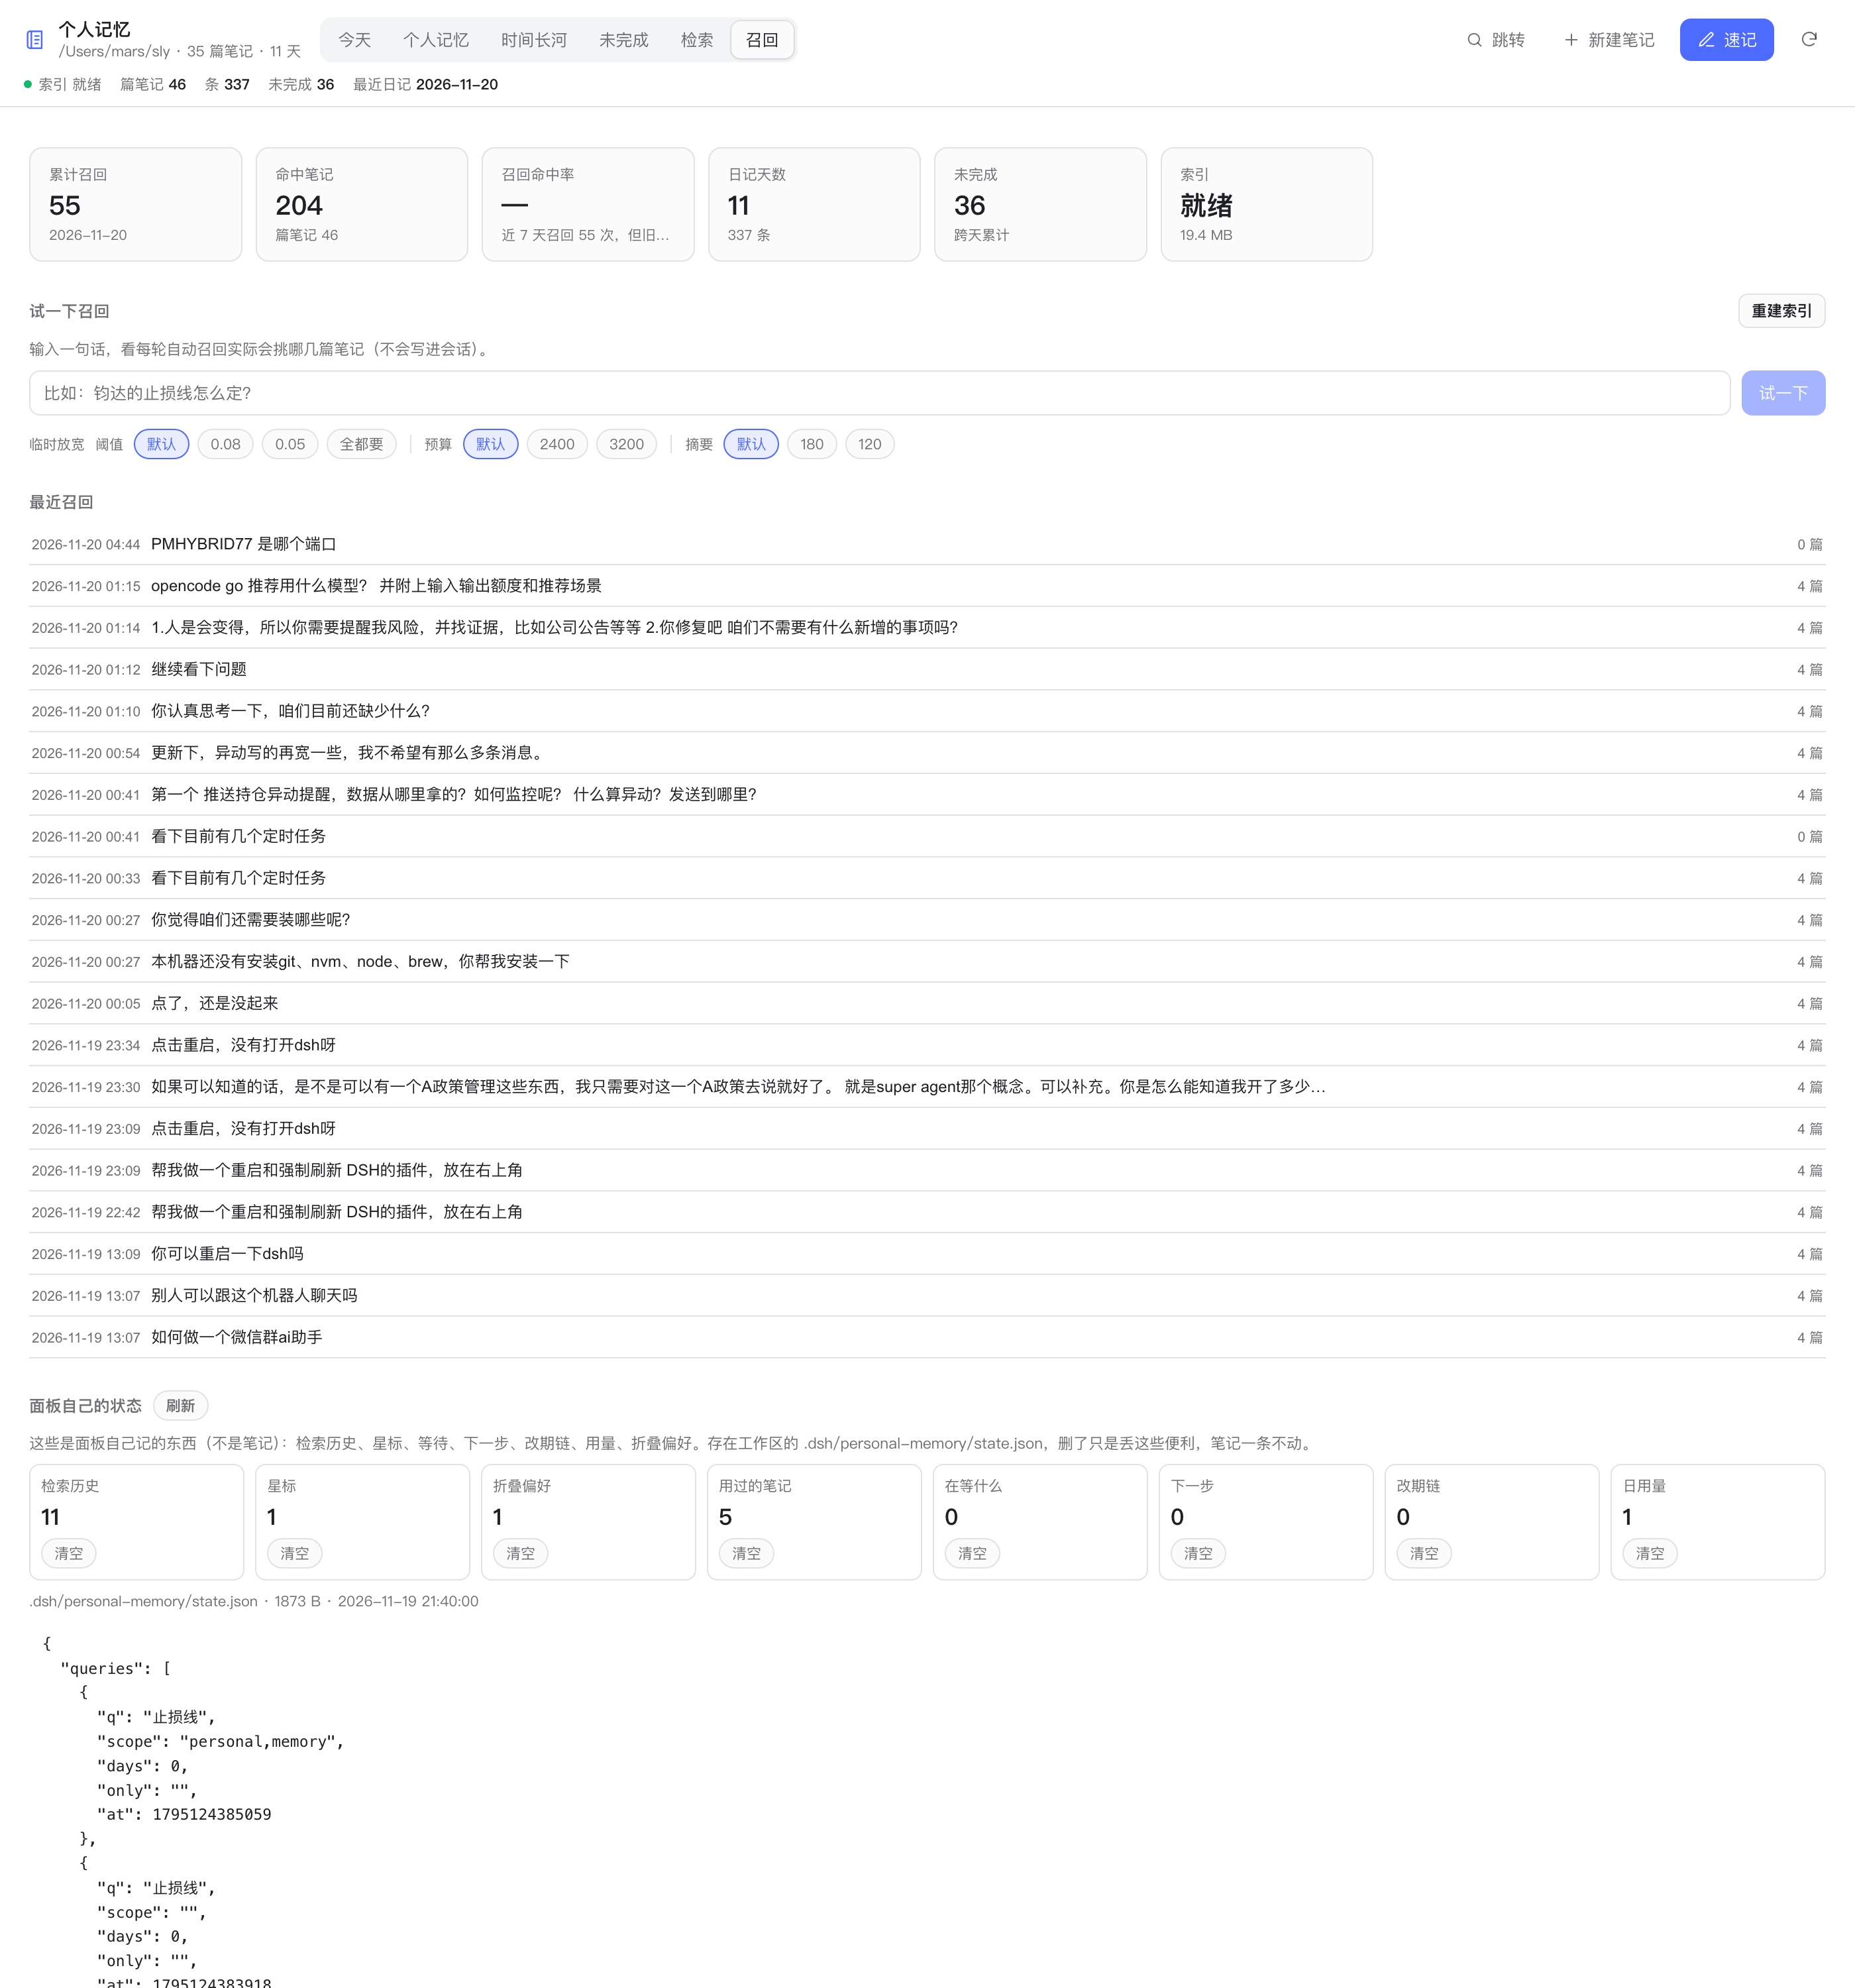 个人记忆
/Users/mars/sly · 35 篇笔记 · 11 天
今天 个人记忆 时间长河 未完成 检索 召回
跳转 新建笔记 速记
索引 就绪 篇笔记 46 条 337 未完成 36 最近日记 2026-11-20
累计召回
55
2026-11-20
命中笔记
204
篇笔记 46
召回命中率
—
近 7 天召回 55 次，但旧…
日记天数
11
337 条
未完成
36
跨天累计
索引
就绪
19.4 MB
试一下召回
重建索引
输入一句话，看每轮自动召回实际会挑哪几篇笔记（不会写进会话）。
比如：钧达的止损线怎么定？
试一下
临时放宽 阈值 默认 0.08 0.05 全都要 预算 默认 2400 3200 摘要 默认 180 120
最近召回
2026-11-20 04:44 PMHYBRID77 是哪个端口 0 篇
2026-11-20 01:15 opencode go 推荐用什么模型？ 并附上输入输出额度和推荐场景 4 篇
2026-11-20 01:14 1.人是会变得，所以你需要提醒我风险，并找证据，比如公司公告等等 2.你修复吧 咱们不需要有什么新增的事项吗? 4 篇
2026-11-20 01:12 继续看下问题 4 篇
2026-11-20 01:10 你认真思考一下，咱们目前还缺少什么? 4 篇
2026-11-20 00:54 更新下，异动写的再宽一些，我不希望有那么多条消息。 4 篇
2026-11-20 00:41 第一个 推送持仓异动提醒，数据从哪里拿的？如何监控呢？ 什么算异动？发送到哪里? 4 篇
2026-11-20 00:41 看下目前有几个定时任务 0 篇
2026-11-20 00:33 看下目前有几个定时任务 4 篇
2026-11-20 00:27 你觉得咱们还需要装哪些呢? 4 篇
2026-11-20 00:27 本机器还没有安装git、nvm、node、brew，你帮我安装一下 4 篇
2026-11-20 00:05 点了，还是没起来 4 篇
2026-11-19 23:34 点击重启，没有打开dsh呀 4 篇
2026-11-19 23:30 如果可以知道的话，是不是可以有一个A政策管理这些东西，我只需要对这一个A政策去说就好了。 就是super agent那个概念。可以补充。你是怎么能知道我开了多少… 4 篇
2026-11-19 23:09 点击重启，没有打开dsh呀 4 篇
2026-11-19 23:09 帮我做一个重启和强制刷新 DSH的插件，放在右上角 4 篇
2026-11-19 22:42 帮我做一个重启和强制刷新 DSH的插件，放在右上角 4 篇
2026-11-19 13:09 你可以重启一下dsh吗 4 篇
2026-11-19 13:07 别人可以跟这个机器人聊天吗 4 篇
2026-11-19 13:07 如何做一个微信群ai助手 4 篇
面板自己的状态 刷新
这些是面板自己记的东西（不是笔记）：检索历史、星标、等待、下一步、改期链、用量、折叠偏好。存在工作区的 .dsh/personal-memory/state.json，删了只是丢这些便利，笔记一条不动。
检索历史
11
清空
星标
1
清空
折叠偏好
1
清空
用过的笔记
5
清空
在等什么
0
清空
下一步
0
清空
改期链
0
清空
日用量
1
清空
.dsh/personal-memory/state.json · 1873 B · 2026-11-19 21:40:00
{
"queries": [
{
"q": "止损线",
"scope": "personal,memory",
"days": 0,
"only": "",
"at": 1795124385059
},
{
"q": "止损线",
"scope": "",
"days": 0,
"only": "",
"at": 1795124383918